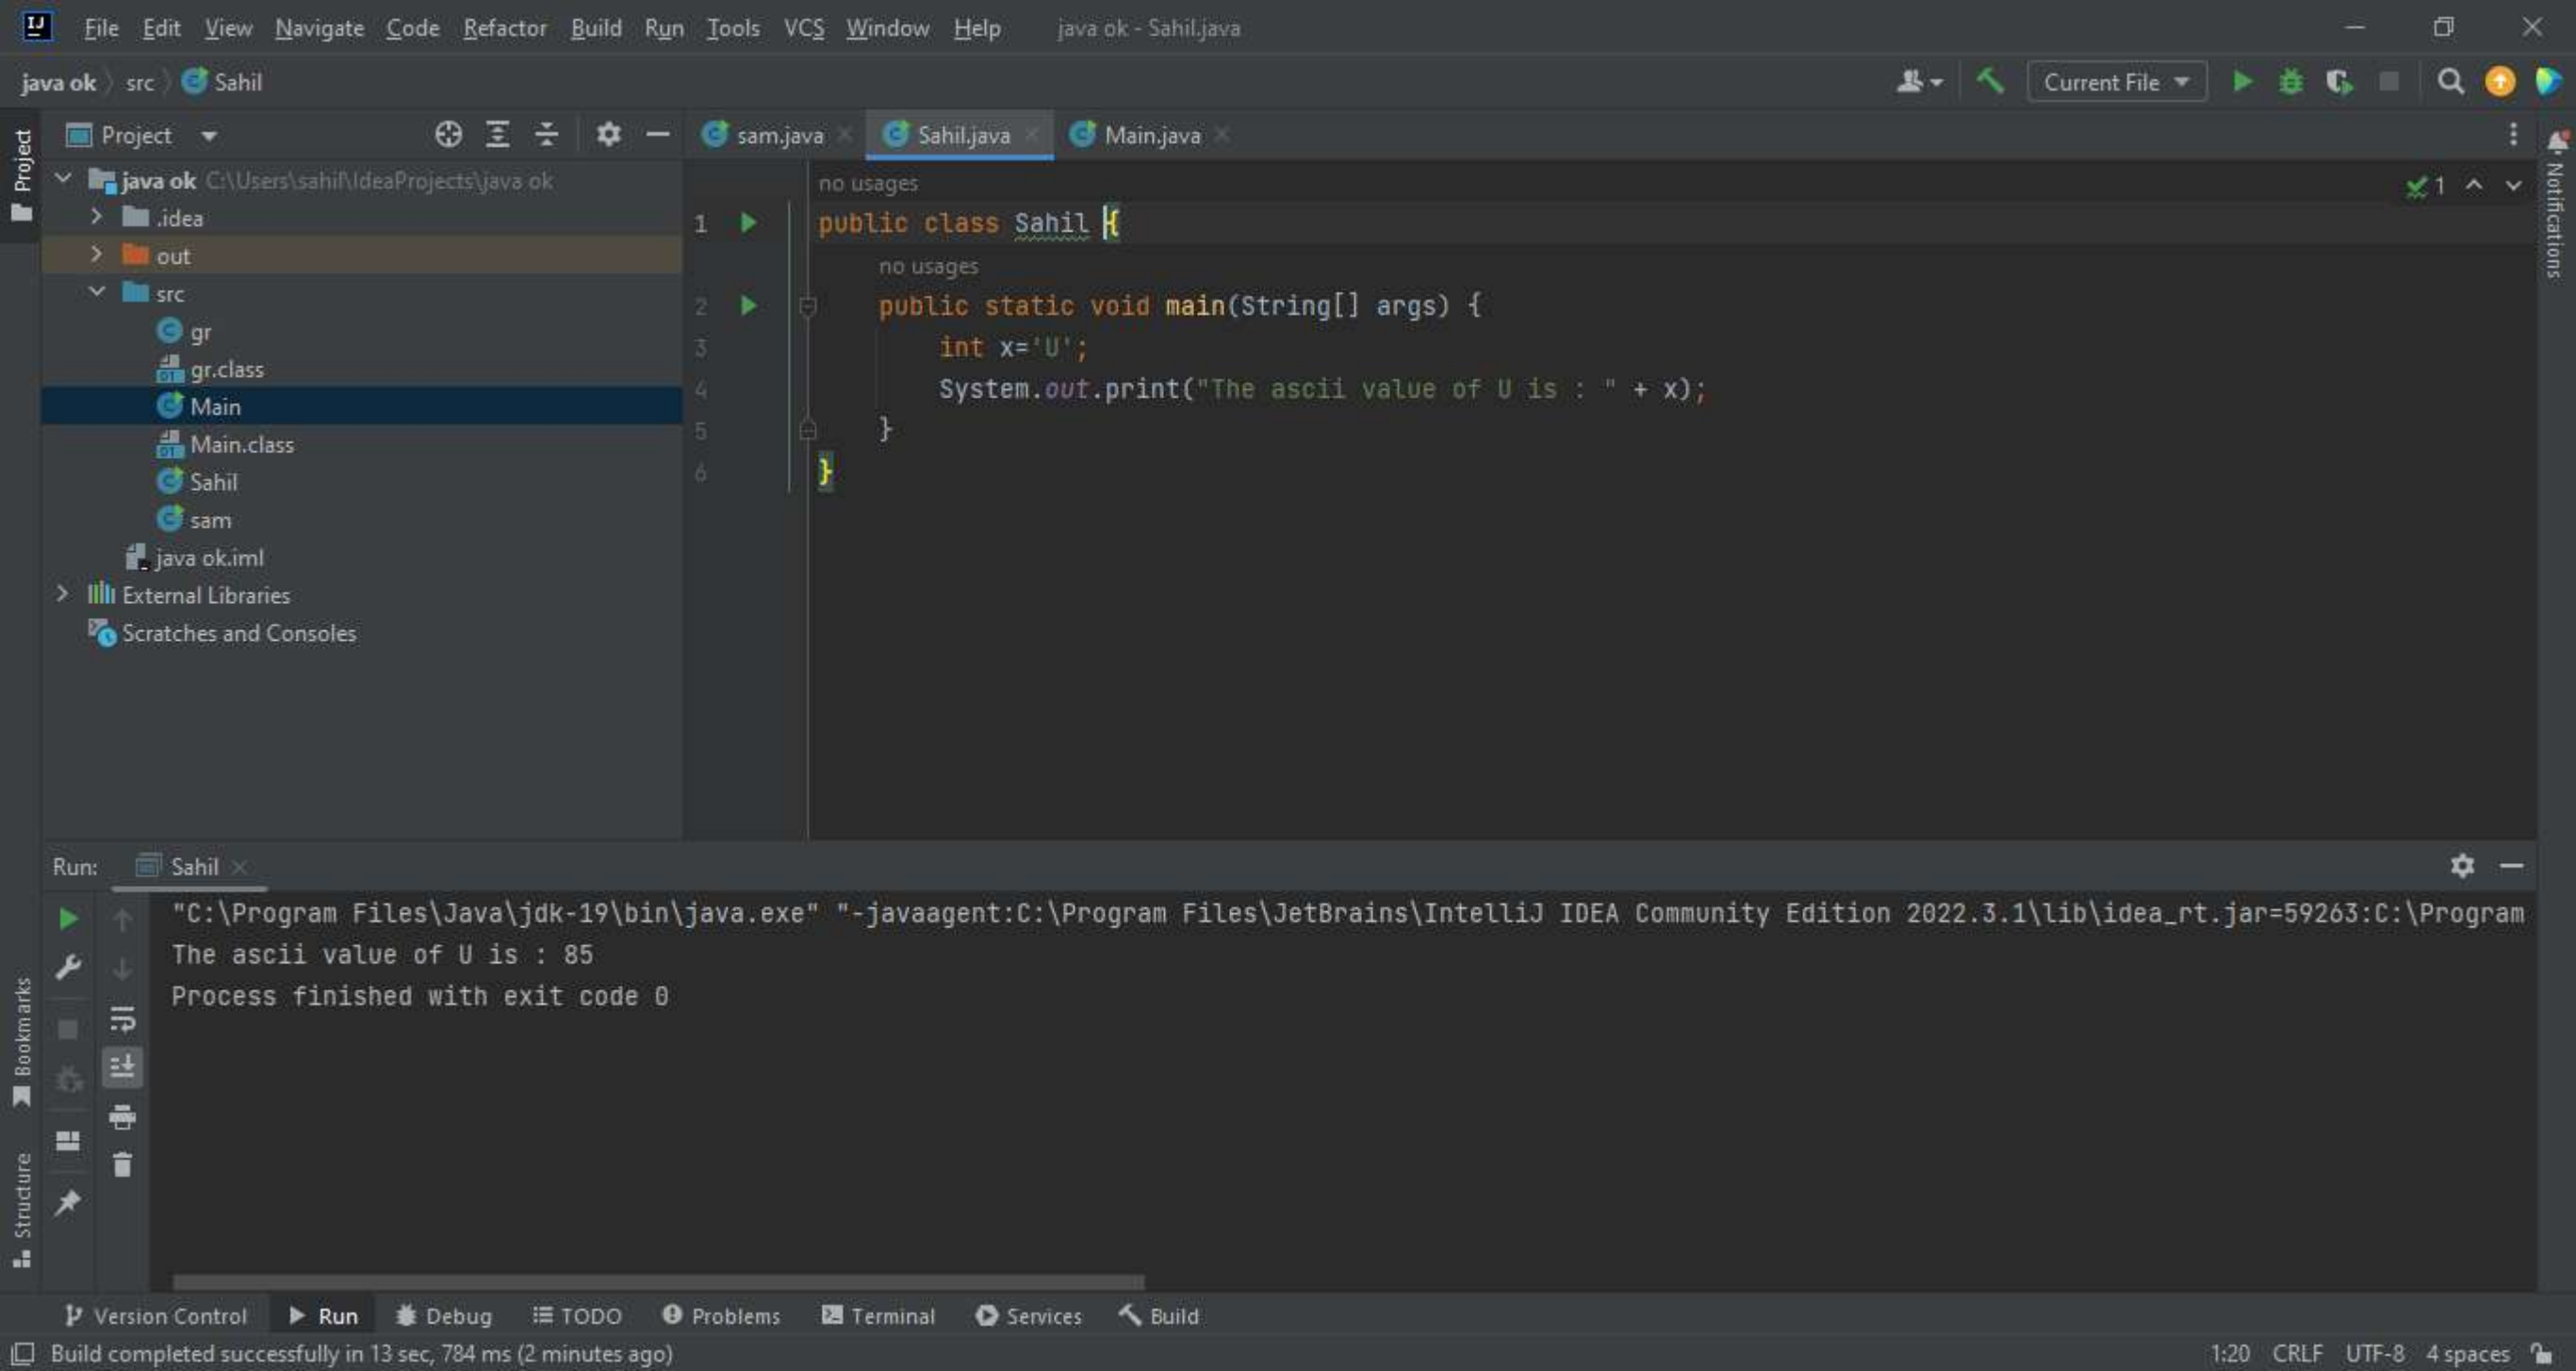 File Edit View Navigate Code Refactor Build Run Tools VCS Window Help java ok - Sahil.java
java ok src Sahil Current File
Project
sam.java Sahil.java Main.java
Project
Notifications
java ok C:\Users\sahil\IdeaProjects\java ok
.idea
out
src
gr
gr.class
Main
Main.class
Sahil
sam
java ok.iml
External Libraries
Scratches and Consoles
no usages
1
1 public class Sahil {
no usages
2 public static void main(String[] args) {
3 int x='U';
4 System.out.print("The ascii value of U is : " + x);
5 }
6 }
Run: Sahil
"C:\Program Files\Java\jdk-19\bin\java.exe" "-javaagent:C:\Program Files\JetBrains\IntelliJ IDEA Community Edition 2022.3.1\lib\idea_rt.jar=59263:C:\Program
The ascii value of U is : 85
Process finished with exit code 0
Bookmarks
Structure
Version Control Run Debug TODO Problems Terminal Services Build
Build completed successfully in 13 sec, 784 ms (2 minutes ago) 1:20 CRLF UTF-8 4 spaces